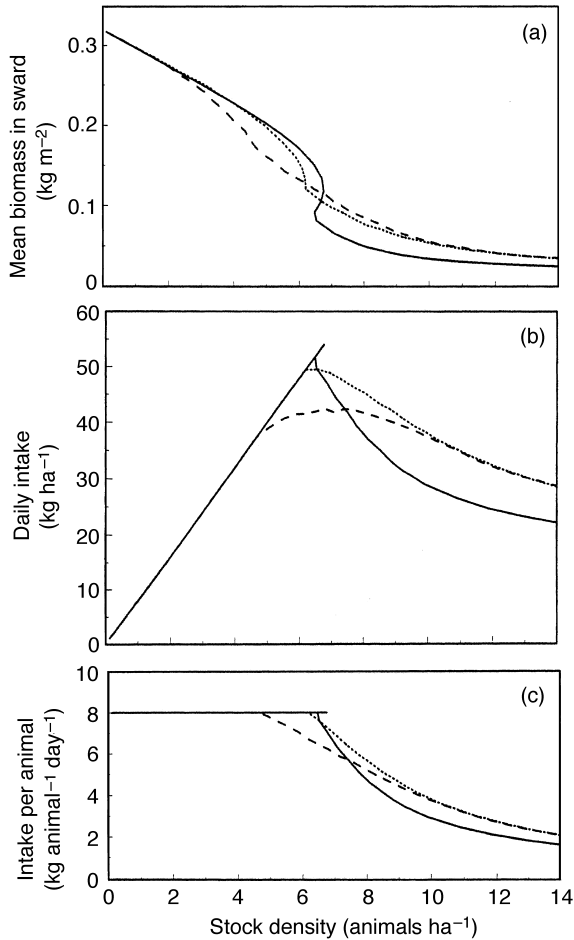 (a)
0.3
0.2
0.1
0
Mean biomass in sward
(kg m⁻²)
(b)
60
50
40
30
20
10
0
Daily intake
(kg ha⁻¹)
(c)
10
8
6
4
2
0
Intake per animal
(kg animal⁻¹ day⁻¹)
0 2 4 6 8 10 12 14
Stock density (animals ha⁻¹)